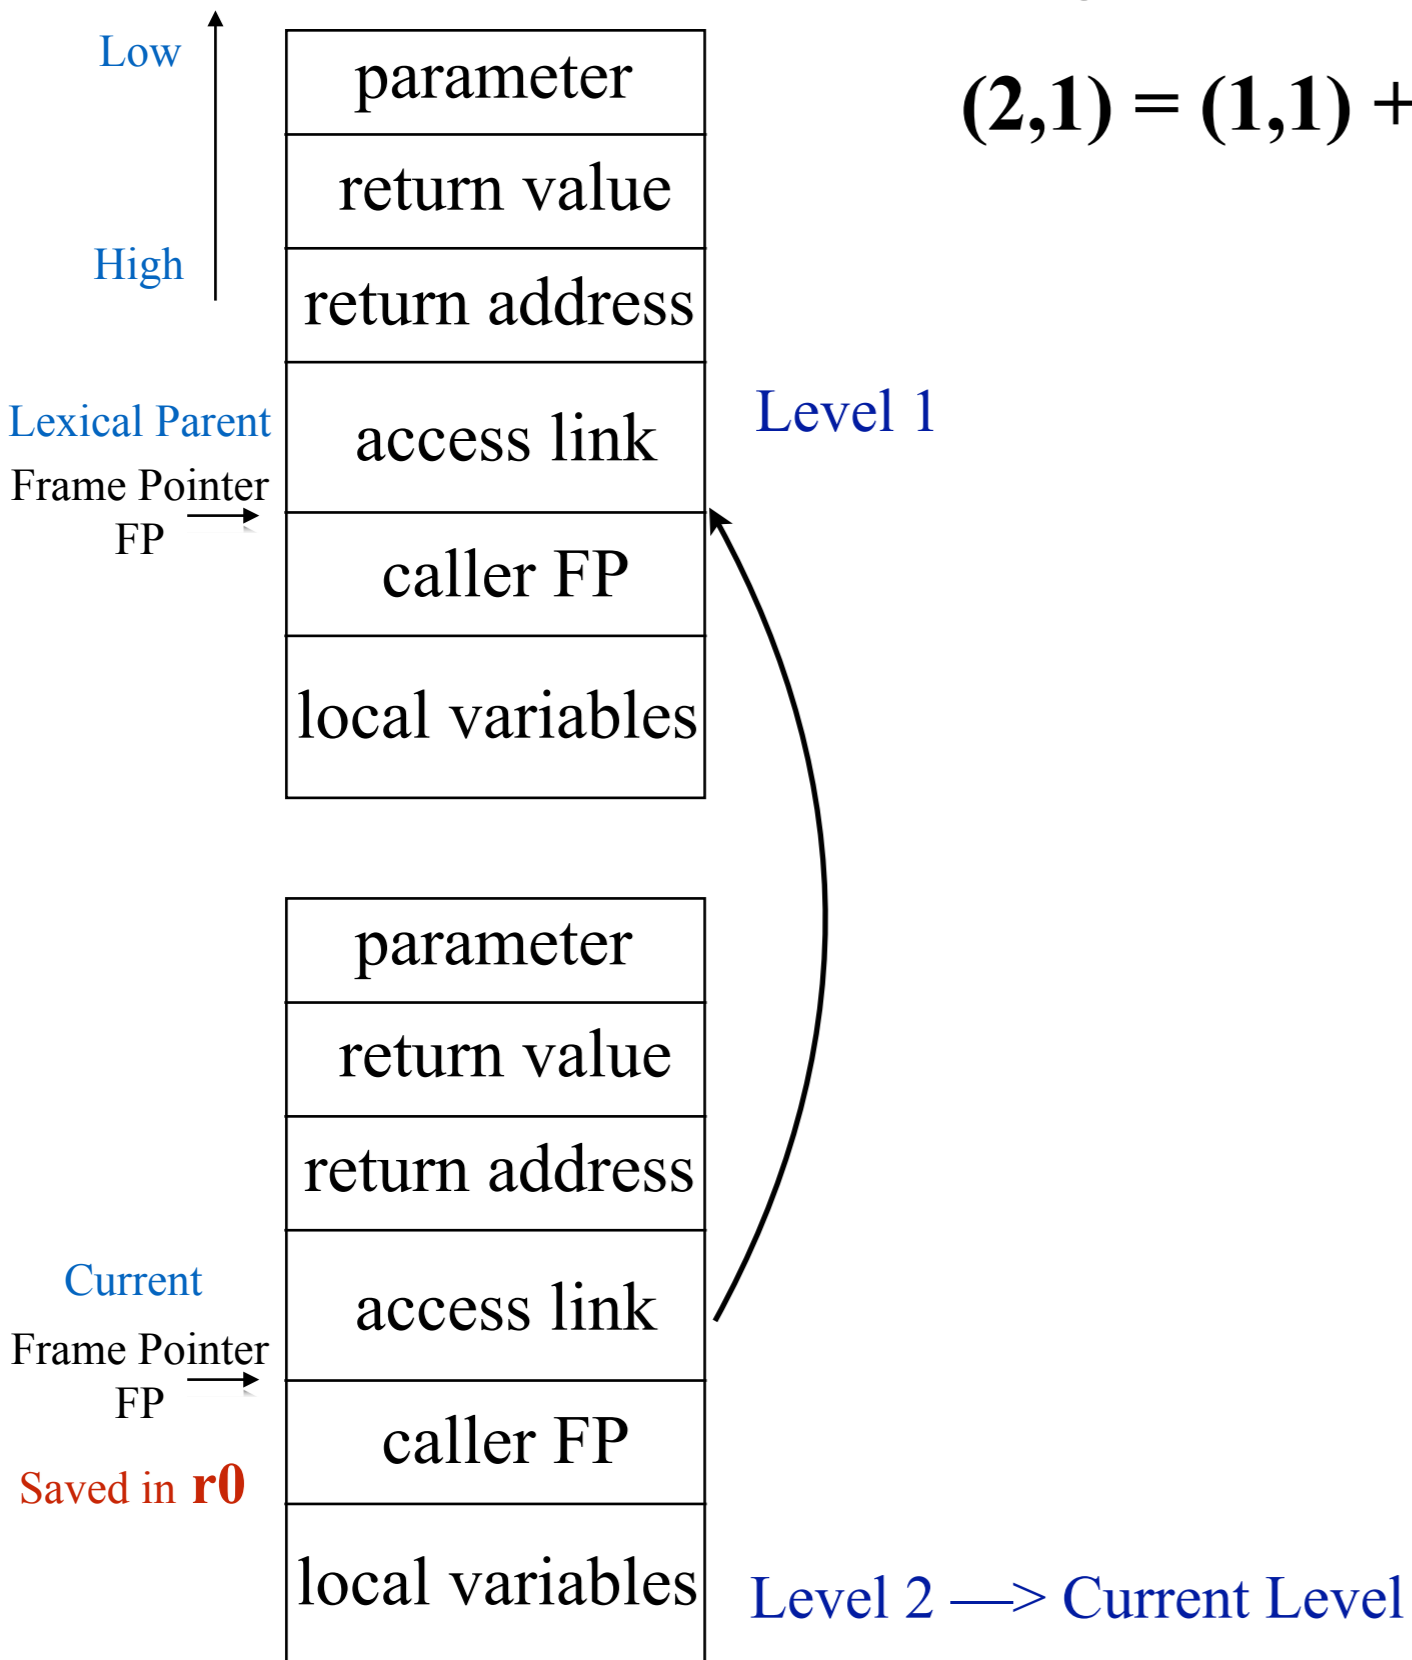 Low
High
(2,1) = (1,1) +
parameter
return value
return address
Lexical Parent
Frame Pointer
FP
access link
Level 1
caller FP
local variables
parameter
return value
return address
Current
Frame Pointer
FP
Saved in r0
access link
caller FP
local variables
Level 2 —> Current Level